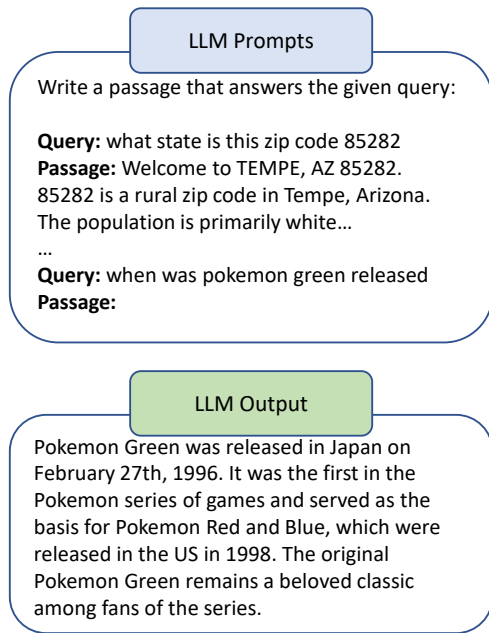 LLM Prompts
Write a passage that answers the given query:
Query: what state is this zip code 85282
Passage: Welcome to TEMPE, AZ 85282.
85282 is a rural zip code in Tempe, Arizona.
The population is primarily white…
…
Query: when was pokemon green released
Passage:
LLM Output
Pokemon Green was released in Japan on
February 27th, 1996. It was the first in the
Pokemon series of games and served as the
basis for Pokemon Red and Blue, which were
released in the US in 1998. The original
Pokemon Green remains a beloved classic
among fans of the series.